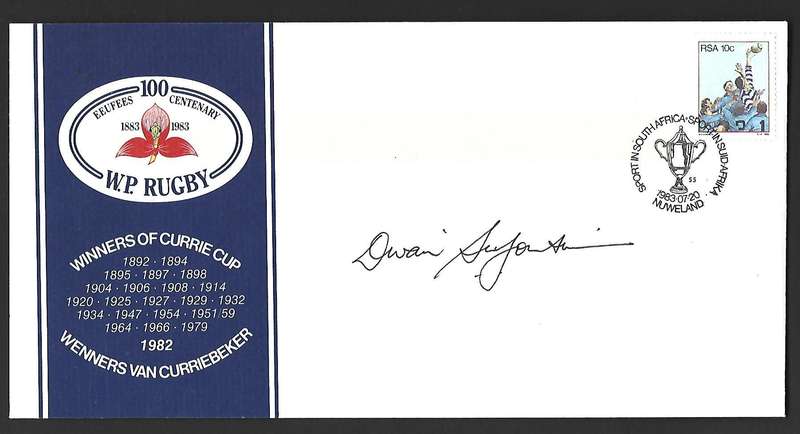 100
EEUFEES CENTENARY
1883 1983
W.P. RUGBY
WINNERS OF CURRIE CUP
1892 · 1894
1895 · 1897 · 1898
1904 · 1906 · 1908 · 1914
1920 · 1925 · 1927 · 1929 · 1932
1934 · 1947 · 1954 · 1951/59
1964 · 1966 · 1979
1982
WENNERS VAN CURRIEBEKER
RSA 10c
SPORT IN SOUTH AFRICA · SPORT IN SUID-AFRIKA
55
1983·07·20
NUWELAND